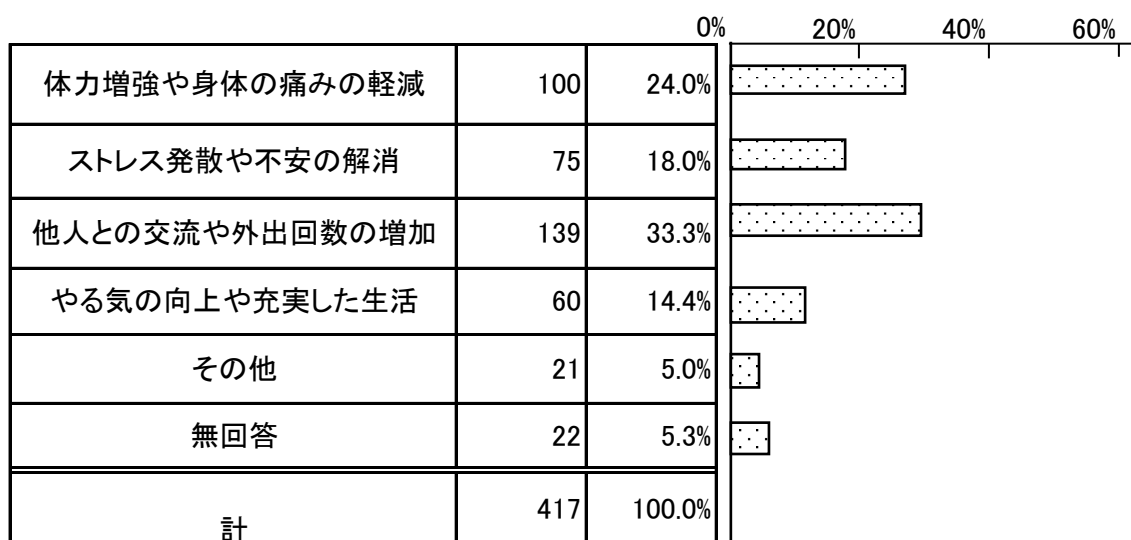 0% 20% 40% 60%
体力増強や身体の痛みの軽減 100 24.0%
ストレス発散や不安の解消 75 18.0%
他人との交流や外出回数の増加 139 33.3%
やる気の向上や充実した生活 60 14.4%
その他 21 5.0%
無回答 22 5.3%
計 417 100.0%